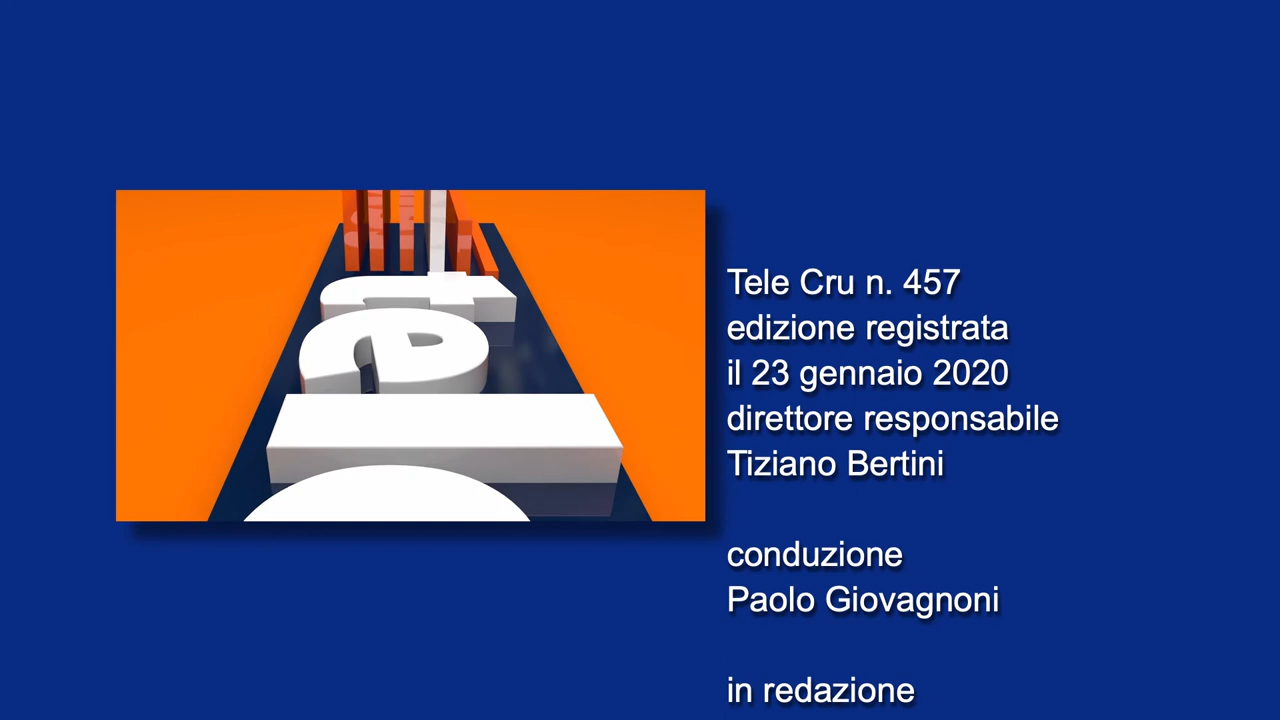 Tele Cru n. 457
edizione registrata
il 23 gennaio 2020
direttore responsabile
Tiziano Bertini
conduzione
Paolo Giovagnoni
in redazione